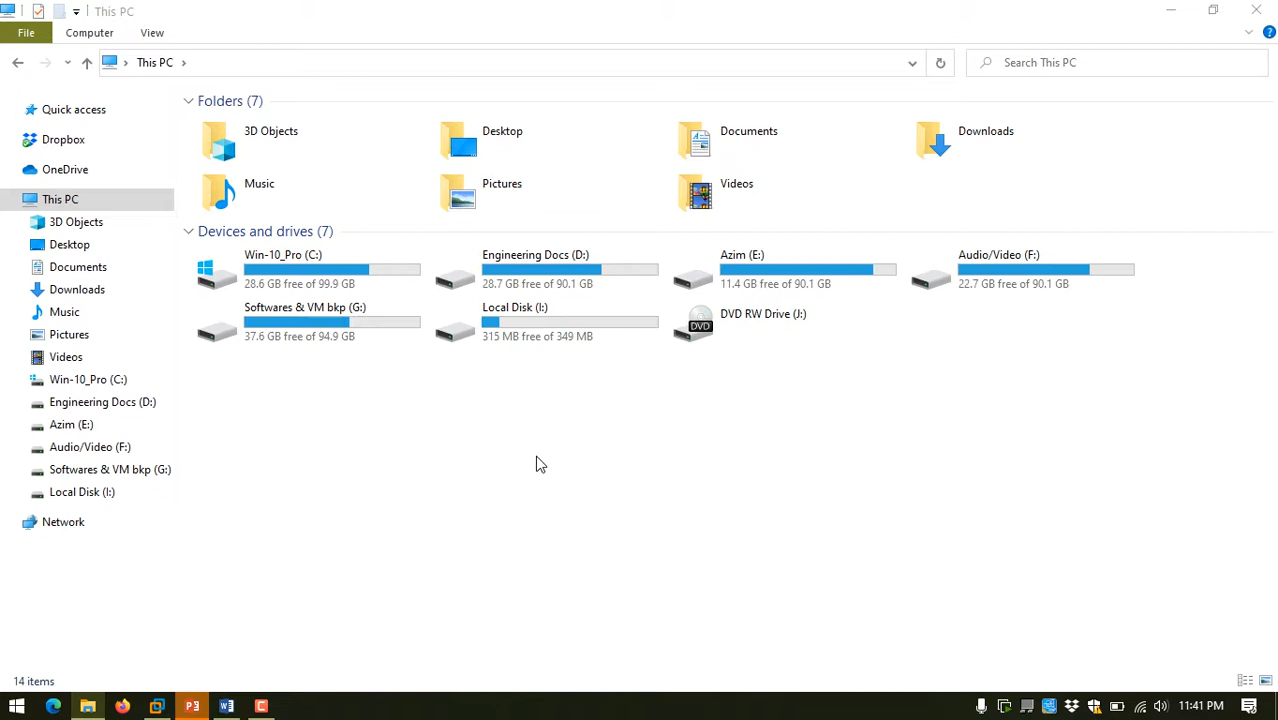 This PC
File Computer View
This PC
Search This PC
Quick access
Dropbox
OneDrive
This PC
3D Objects
Desktop
Documents
Downloads
Music
Pictures
Videos
Win-10_Pro (C:)
Engineering Docs (D:)
Azim (E:)
Audio/Video (F:)
Softwares & VM bkp (G:)
Local Disk (I:)
Network
Folders (7)
3D Objects Desktop Documents Downloads
Music Pictures Videos
Devices and drives (7)
Win-10_Pro (C:) Engineering Docs (D:) Azim (E:) Audio/Video (F:)
28.6 GB free of 99.9 GB 28.7 GB free of 90.1 GB 11.4 GB free of 90.1 GB 22.7 GB free of 90.1 GB
Softwares & VM bkp (G:) Local Disk (I:) DVD RW Drive (J:)
DVD
37.6 GB free of 94.9 GB 315 MB free of 349 MB
14 items
11:41 PM